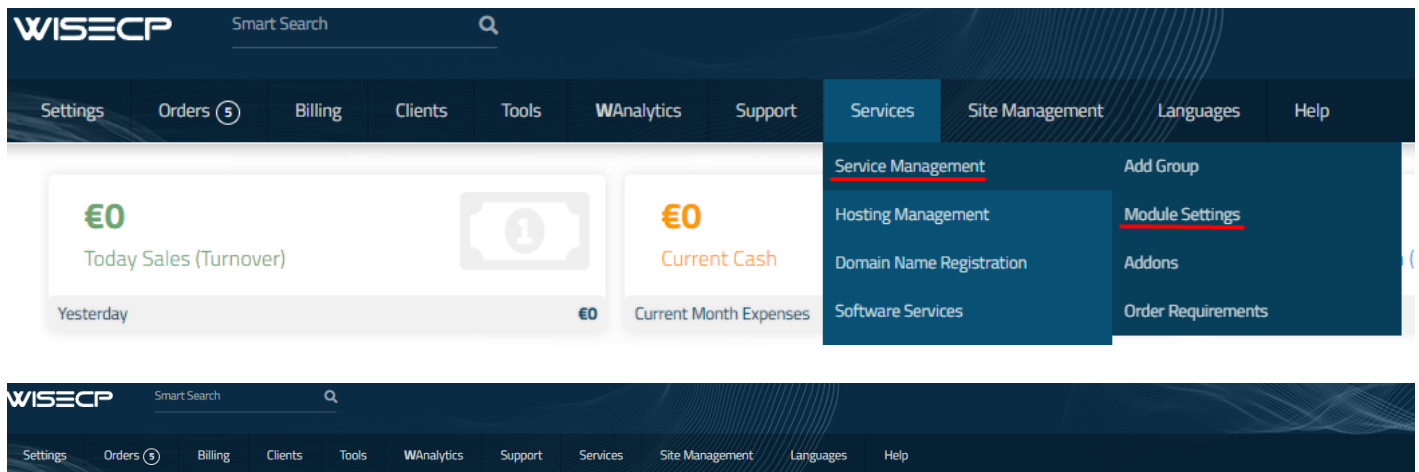 WISECP Smart Search
Settings Orders 5 Billing Clients Tools WAnalytics Support Services Site Management Languages Help
Service Management Add Group
€0 €0 Hosting Management Module Settings
Today Sales (Turnover) Current Cash Domain Name Registration Addons (
Yesterday €0 Current Month Expenses Software Services Order Requirements
WISECP Smart Search
Settings Orders 5 Billing Clients Tools WAnalytics Support Services Site Management Languages Help